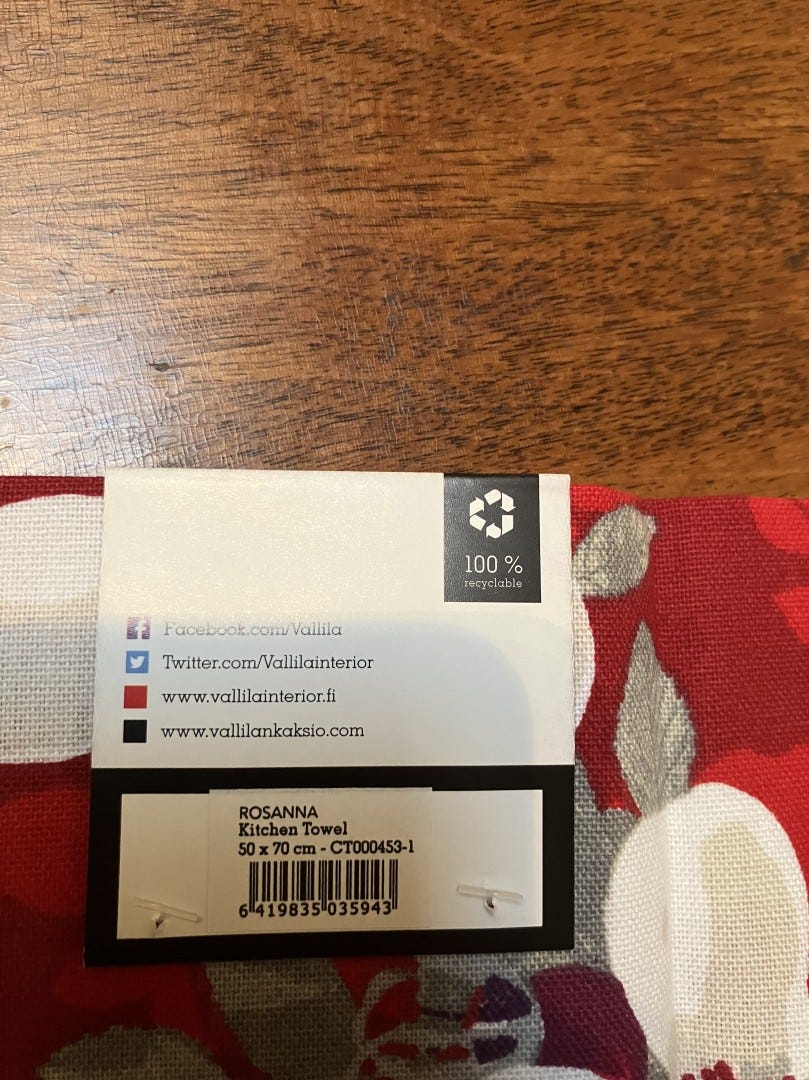 100 %
recyclable
Facebook.com/Vallila
Twitter.com/Vallilainterior
www.vallilainterior.fi
www.vallilankaksio.com
ROSANNA
Kitchen Towel
50 x 70 cm - CT000453-1
6 419835 035943